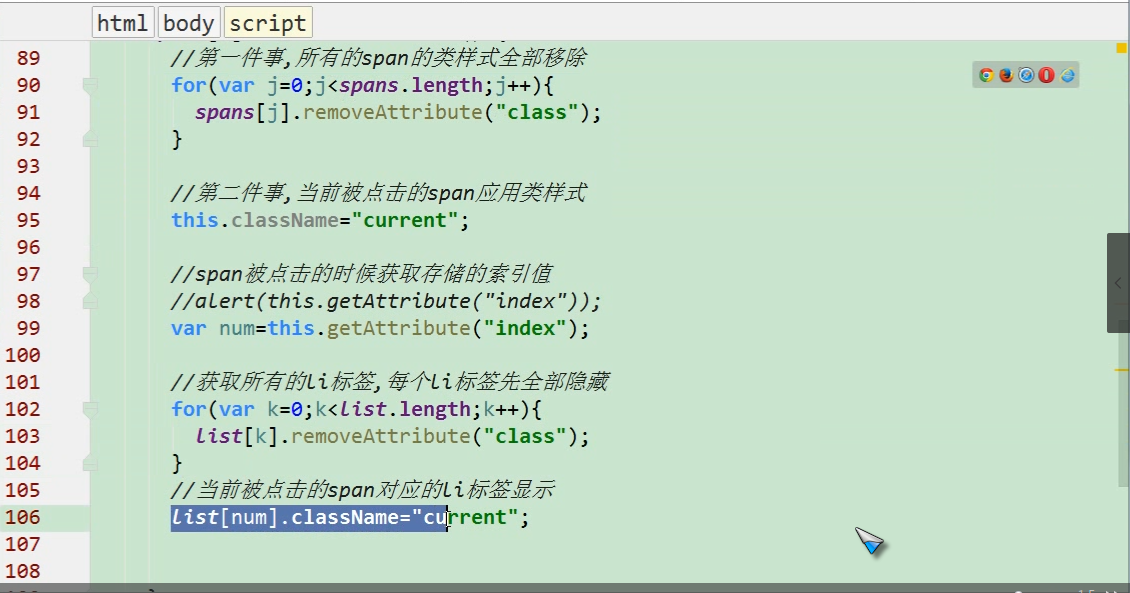 html body script
89 //第一件事,所有的span的类样式全部移除
90 for(var j=0;j<spans.length;j++){
91 spans[j].removeAttribute("class");
92 }
93
94 //第二件事,当前被点击的span应用类样式
95 this.className="current";
96
97 //span被点击的时候获取存储的索引值
98 //alert(this.getAttribute("index"));
99 var num=this.getAttribute("index");
100
101 //获取所有的li标签,每个li标签先全部隐藏
102 for(var k=0;k<list.length;k++){
103 list[k].removeAttribute("class");
104 }
105 //当前被点击的span对应的li标签显示
106 list[num].className="current";
107
108